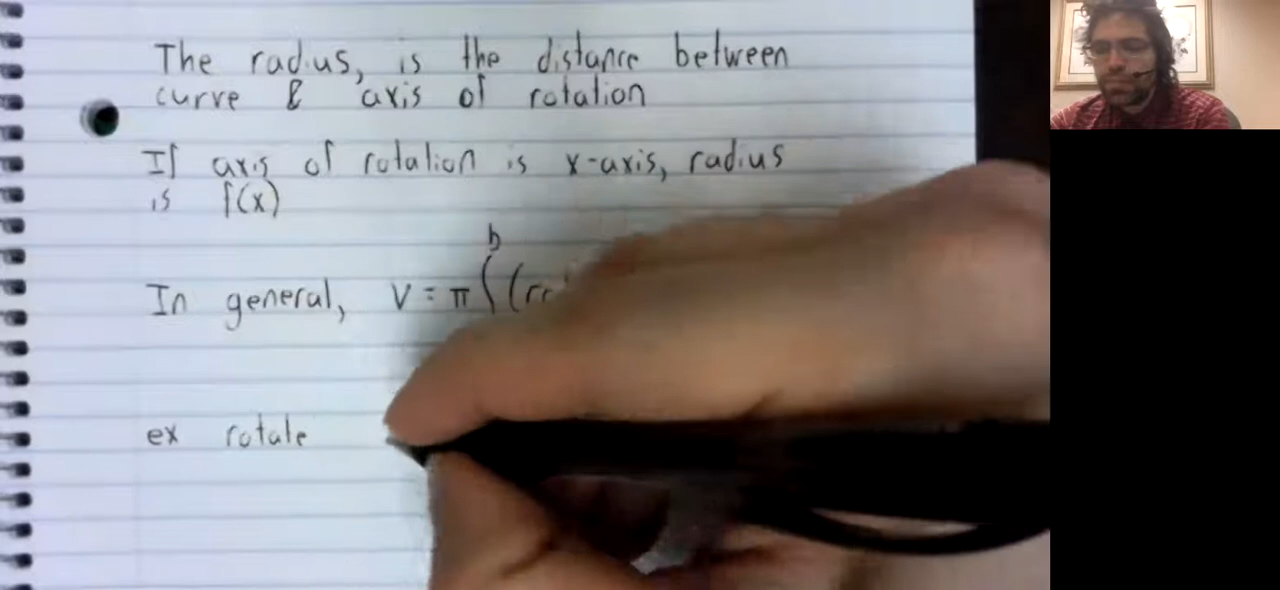 The radius, is the distance between
curve & axis of rotation
If axis of rotation is x-axis, radius
is f(x)
In general, V = π ∫ b (ra
ex rotate